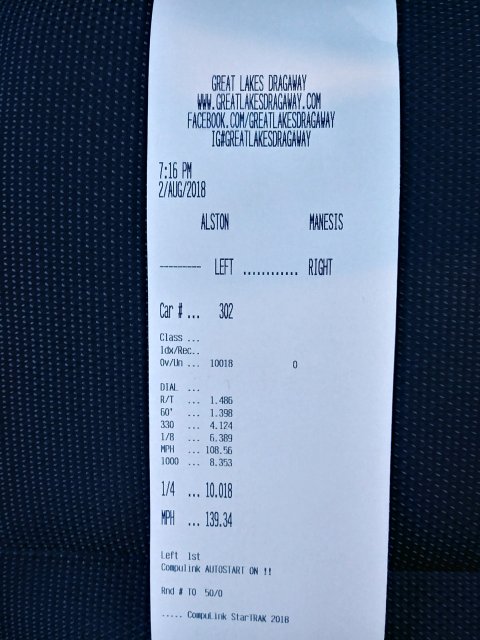 GREAT LAKES DRAGAWAY
WWW.GREATLAKESDRAGAWAY.COM
FACEBOOK.COM/GREATLAKESDRAGAWAY
IG#GREATLAKESDRAGAWAY
7:16 PM
2/AUG/2018
ALSTON MANESIS
---------- LEFT ............ RIGHT
Car # ... 302
Class ...
Idx/Rec..
Ov/Un ... 10018 0
DIAL ...
R/T ... 1.486
60' ... 1.398
330 ... 4.124
1/8 ... 6.389
MPH ... 108.56
1000 ... 8.353
1/4 ... 10.018
MPH ... 139.34
Left 1st
Compulink AUTOSTART ON !!
Rnd # TO 50/0
..... CompuLink StarTRAK 2018